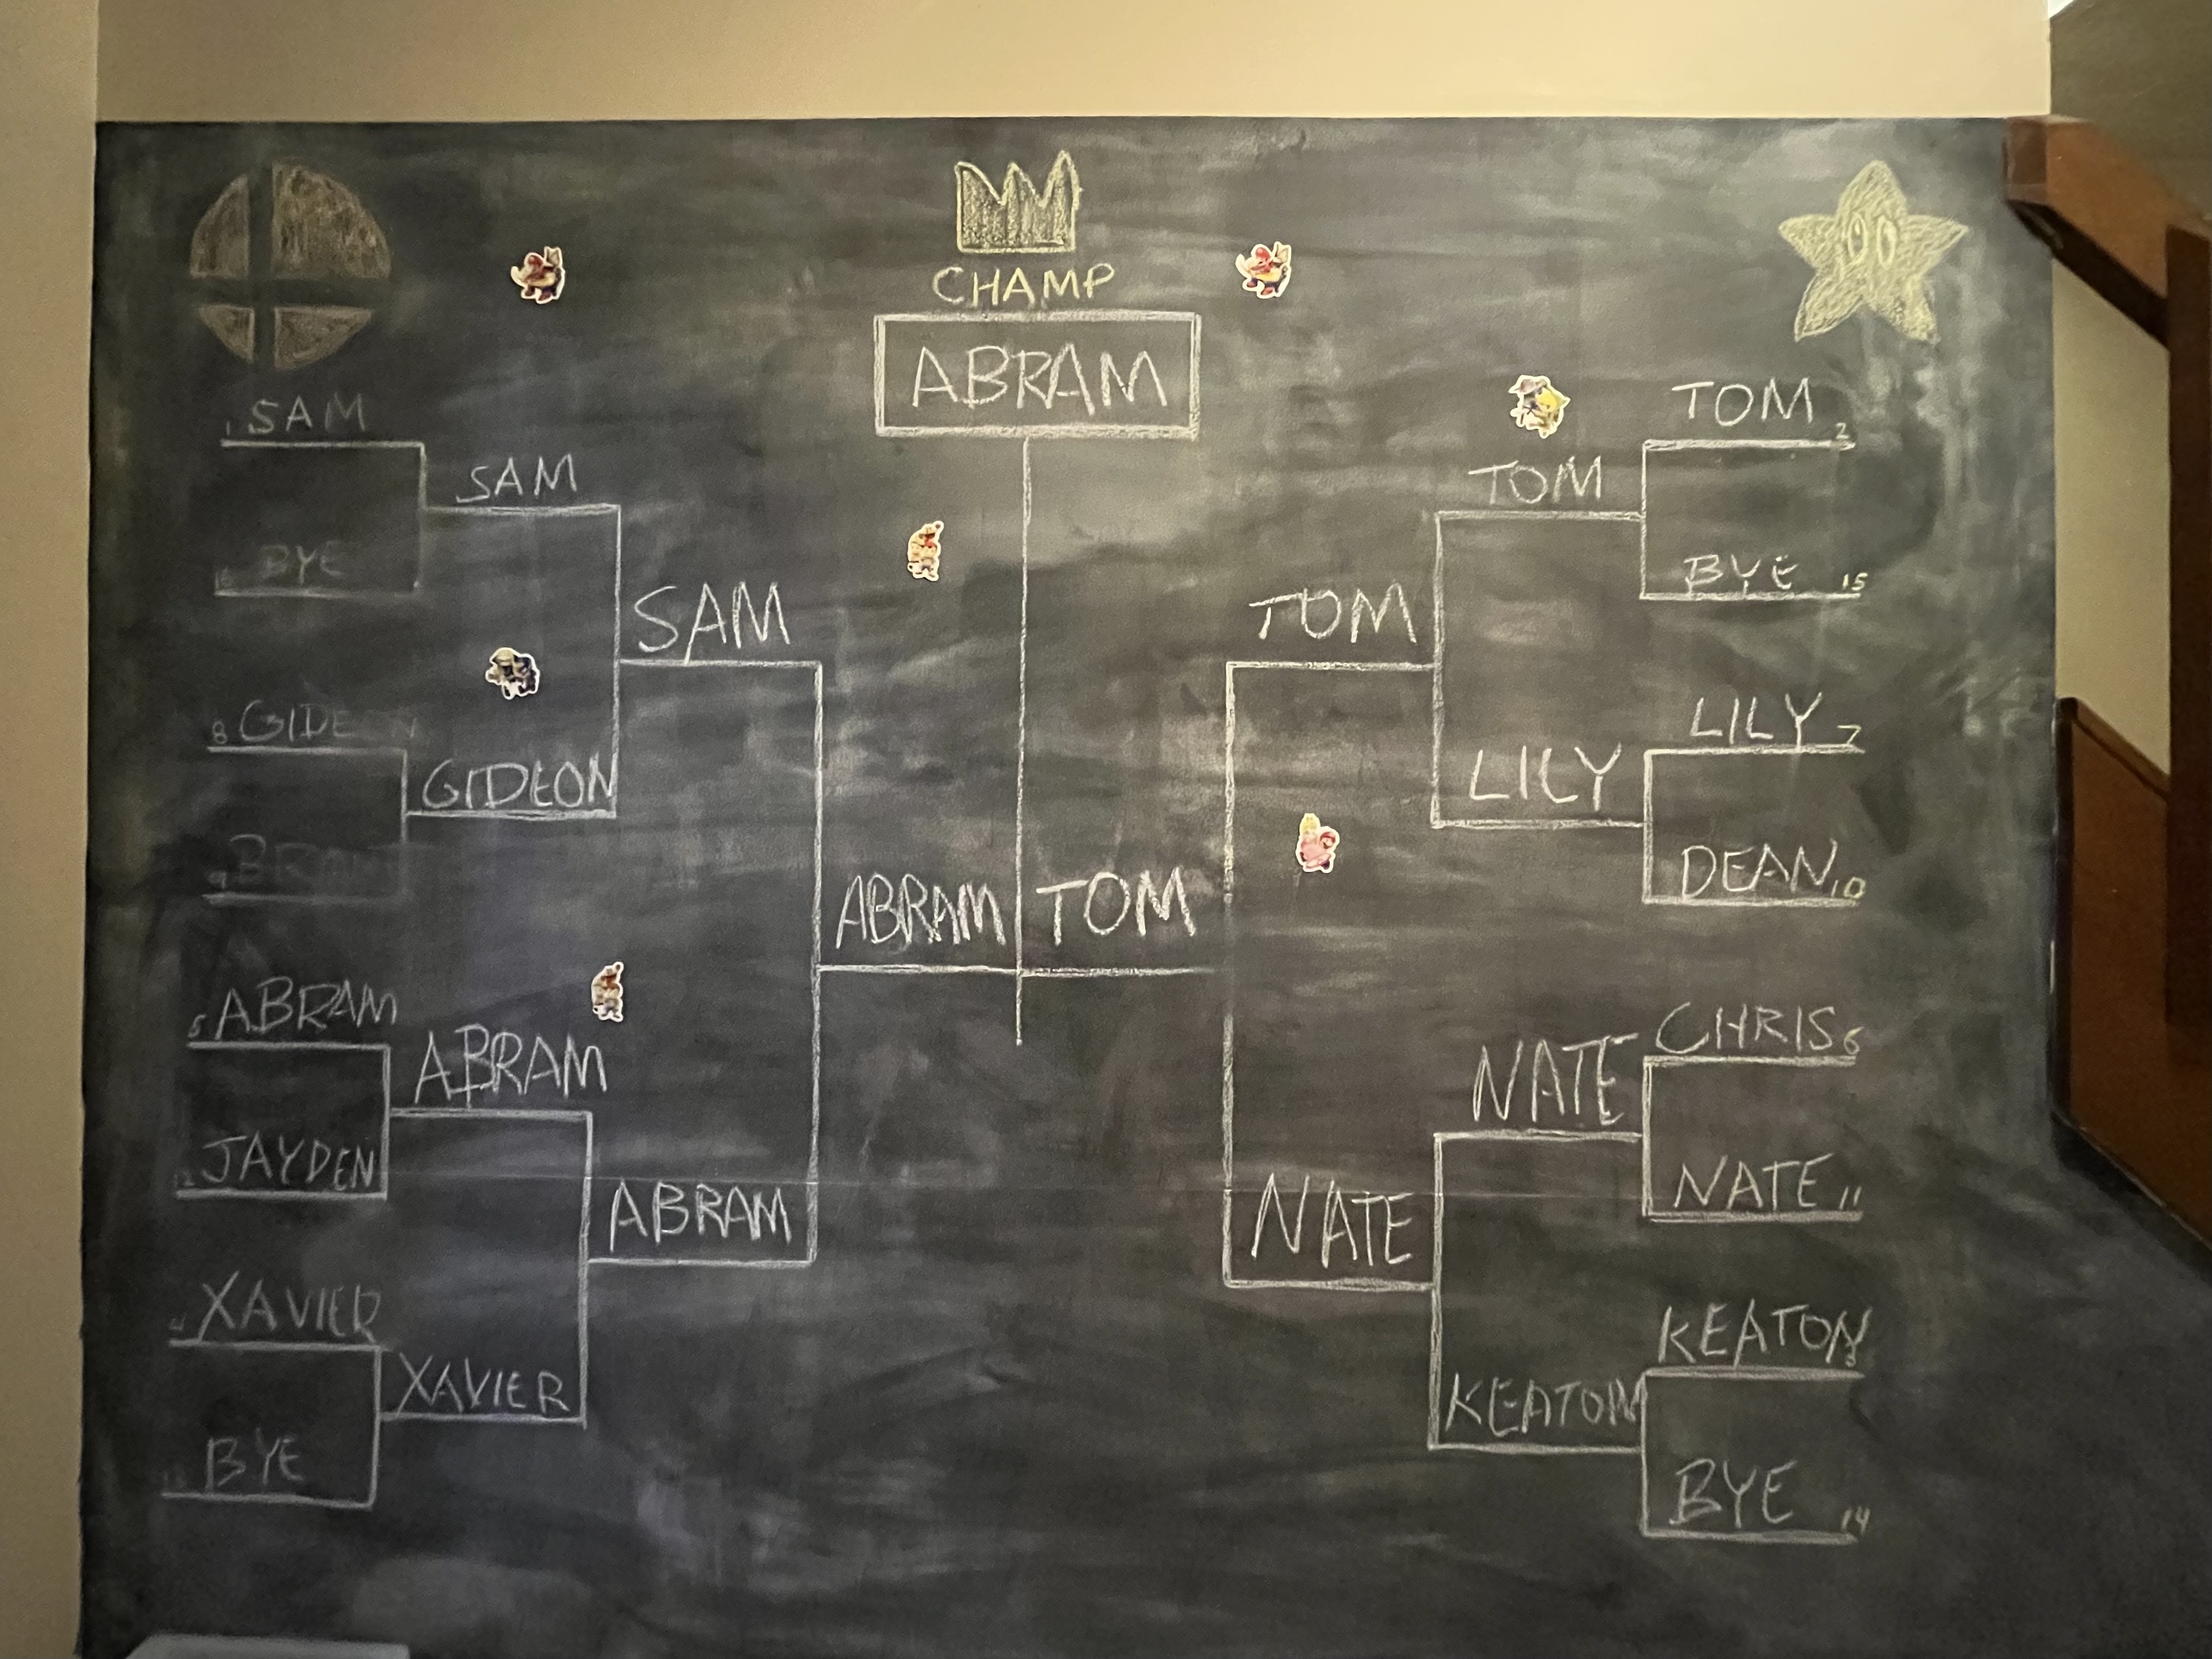 CHAMP
ABRAM
1 SAM
BYE
SAM
8 GIDEON
GIDEON
SAM
5 ABRAM
12 JAYDEN
ABRAM
4 XAVIER
13 BYE
XAVIER
ABRAM
ABRAM
TOM
TOM
NATE
TOM
LILY
NATE
KEATON
TOM 2
BYE 15
LILY 7
DEAN 10
CHRIS 6
NATE 11
KEATON 3
BYE 14